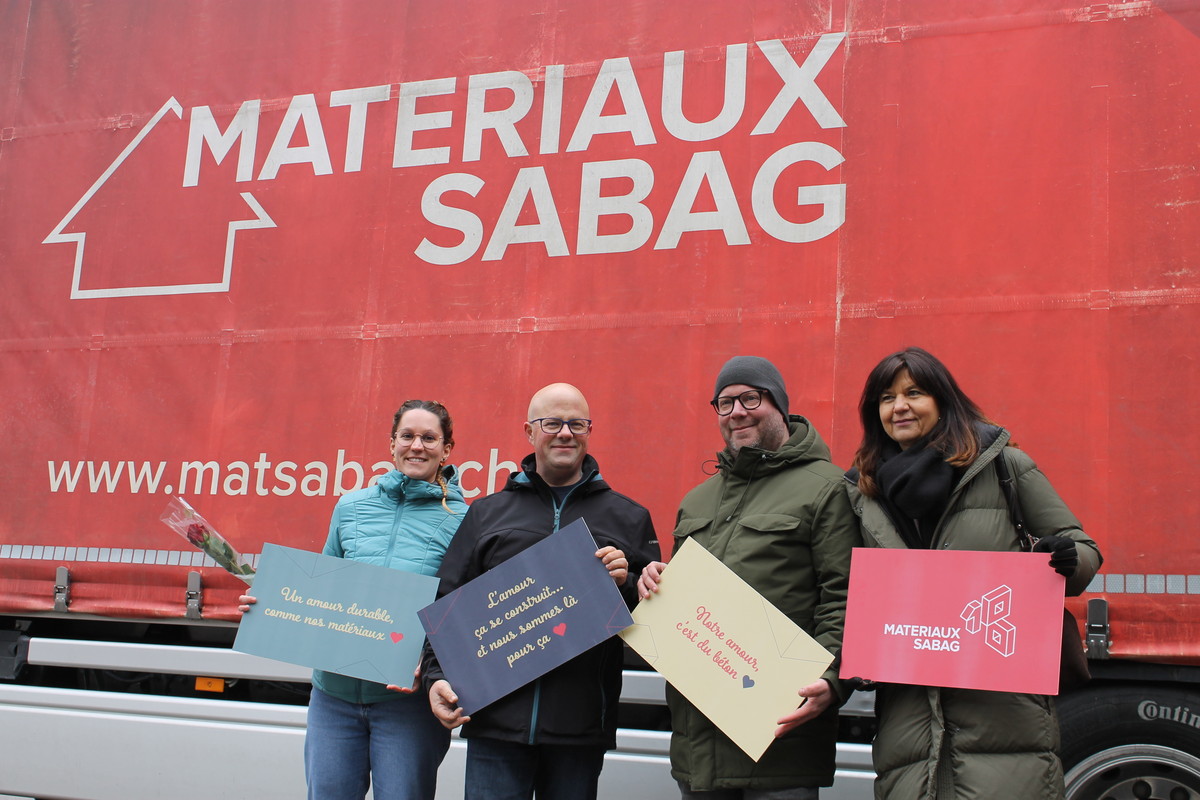 MATERIAUX
SABAG
www.matsaba
ch
Un amour durable,
comme nos matériaux
L'amour
ça se construit...
et nous sommes là
pour ça
Notre amour,
c'est du béton
MATERIAUX
SABAG
Contin